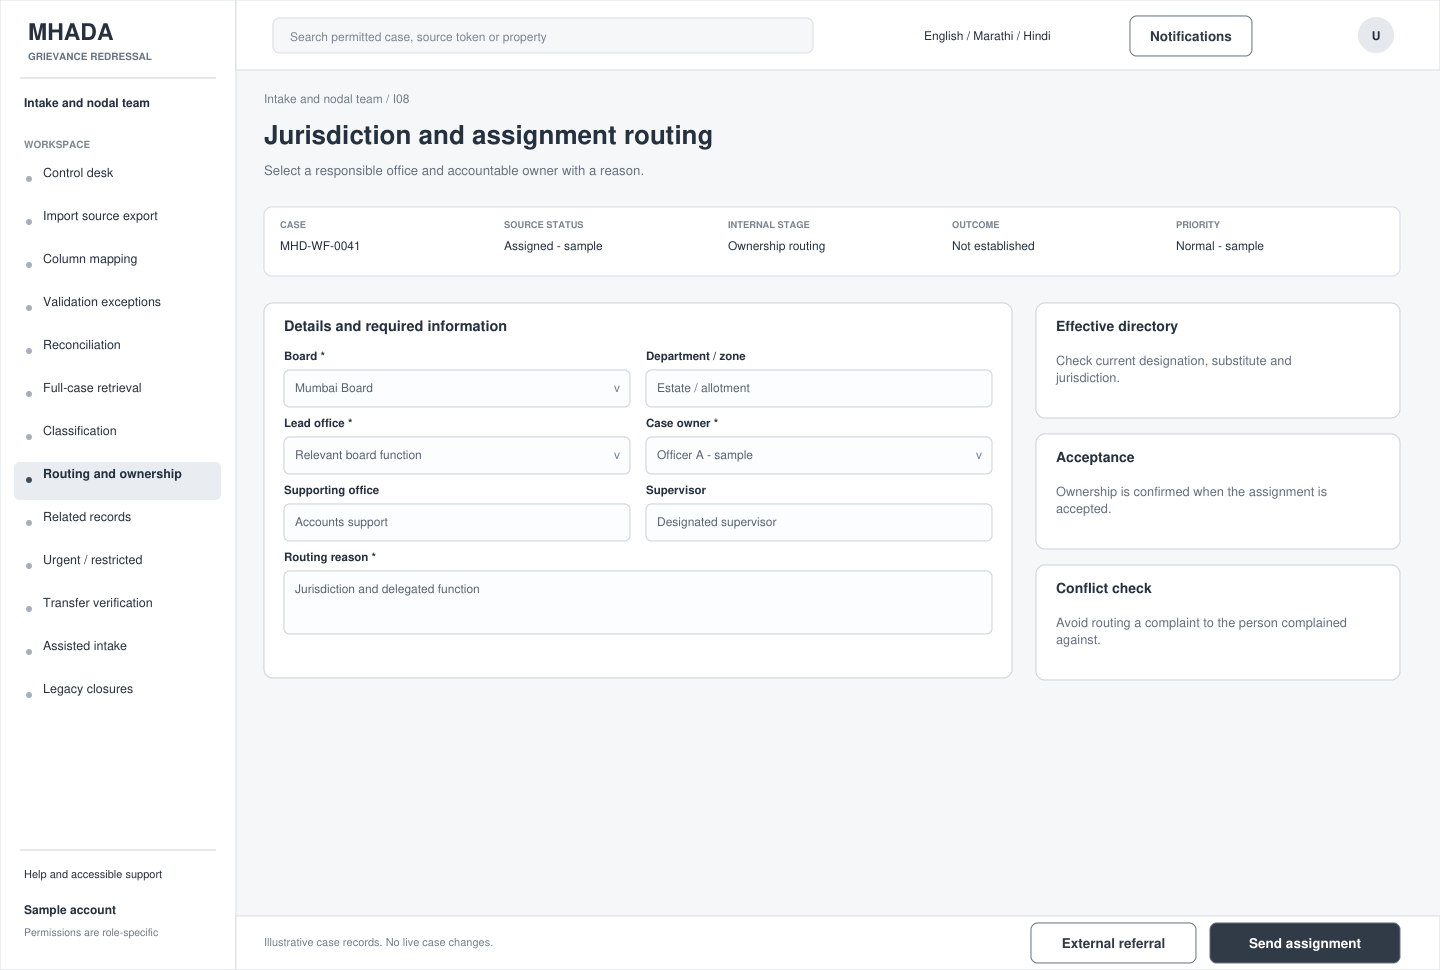 MHADA
GRIEVANCE REDRESSAL
Intake and nodal team
WORKSPACE
Control desk
Import source export
Column mapping
Validation exceptions
Reconciliation
Full-case retrieval
Classification
Routing and ownership
Related records
Urgent / restricted
Transfer verification
Assisted intake
Legacy closures
Help and accessible support
Sample account
Permissions are role-specific
Search permitted case, source token or property
English / Marathi / Hindi
Notifications
U
Intake and nodal team / I08
Jurisdiction and assignment routing
Select a responsible office and accountable owner with a reason.
CASE
MHD-WF-0041
SOURCE STATUS
Assigned - sample
INTERNAL STAGE
Ownership routing
OUTCOME
Not established
PRIORITY
Normal - sample
Details and required information
Board *
Mumbai Board v
Department / zone
Estate / allotment
Lead office *
Relevant board function v
Case owner *
Officer A - sample v
Supporting office
Accounts support
Supervisor
Designated supervisor
Routing reason *
Jurisdiction and delegated function
Effective directory
Check current designation, substitute and
jurisdiction.
Acceptance
Ownership is confirmed when the assignment is
accepted.
Conflict check
Avoid routing a complaint to the person complained
against.
Illustrative case records. No live case changes.
External referral
Send assignment